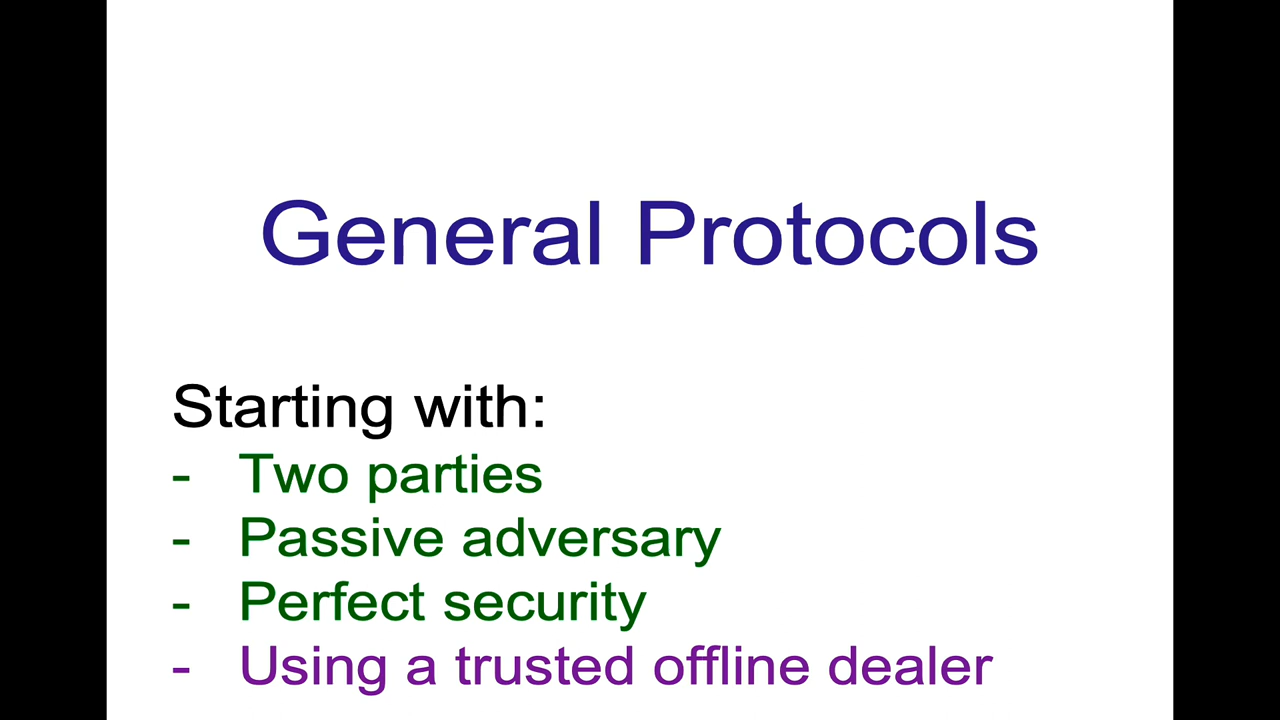 General Protocols
Starting with:
- Two parties
- Passive adversary
- Perfect security
- Using a trusted offline dealer